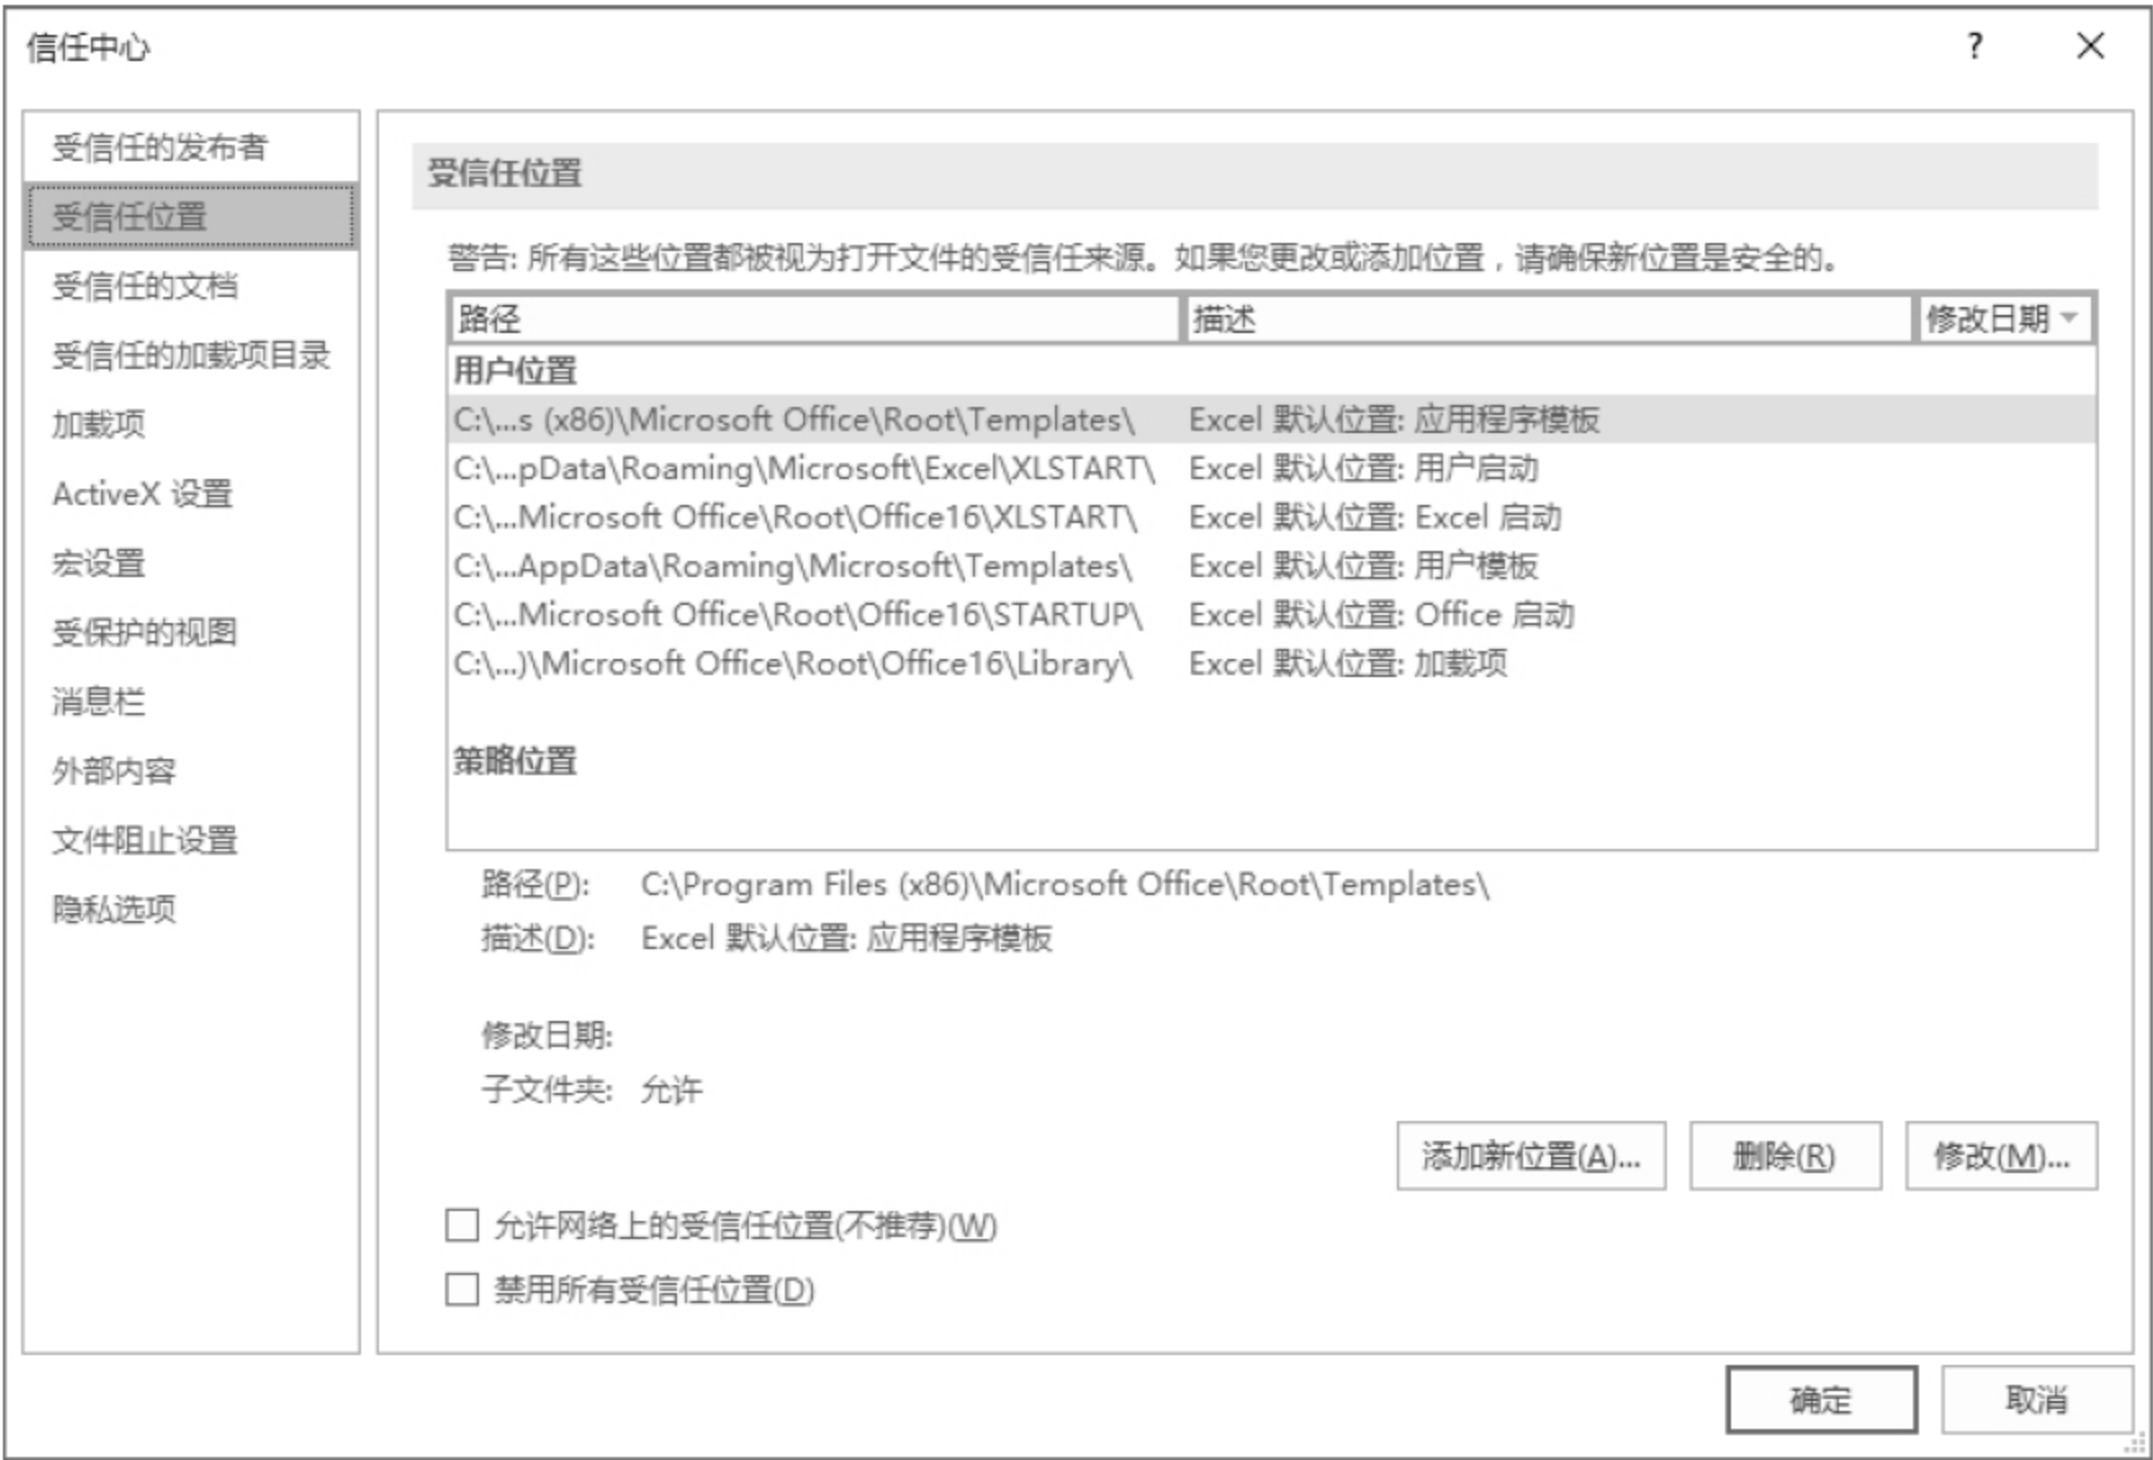 信任中心
?
受信任的发布者
受信任位置
受信任的文档
受信任的加载项目录
加载项
ActiveX 设置
宏设置
受保护的视图
消息栏
外部内容
文件阻止设置
隐私选项
受信任位置
警告: 所有这些位置都被视为打开文件的受信任来源。如果您更改或添加位置，请确保新位置是安全的。
路径 描述 修改日期
用户位置
C:\...s (x86)\Microsoft Office\Root\Templates\ Excel 默认位置: 应用程序模板
C:\...pData\Roaming\Microsoft\Excel\XLSTART\ Excel 默认位置: 用户启动
C:\...Microsoft Office\Root\Office16\XLSTART\ Excel 默认位置: Excel 启动
C:\...AppData\Roaming\Microsoft\Templates\ Excel 默认位置: 用户模板
C:\...Microsoft Office\Root\Office16\STARTUP\ Excel 默认位置: Office 启动
C:\...)\Microsoft Office\Root\Office16\Library\ Excel 默认位置: 加载项
策略位置
路径(P): C:\Program Files (x86)\Microsoft Office\Root\Templates\
描述(D): Excel 默认位置: 应用程序模板
修改日期:
子文件夹: 允许
添加新位置(A)... 删除(R) 修改(M)...
允许网络上的受信任位置(不推荐)(W)
禁用所有受信任位置(D)
确定 取消